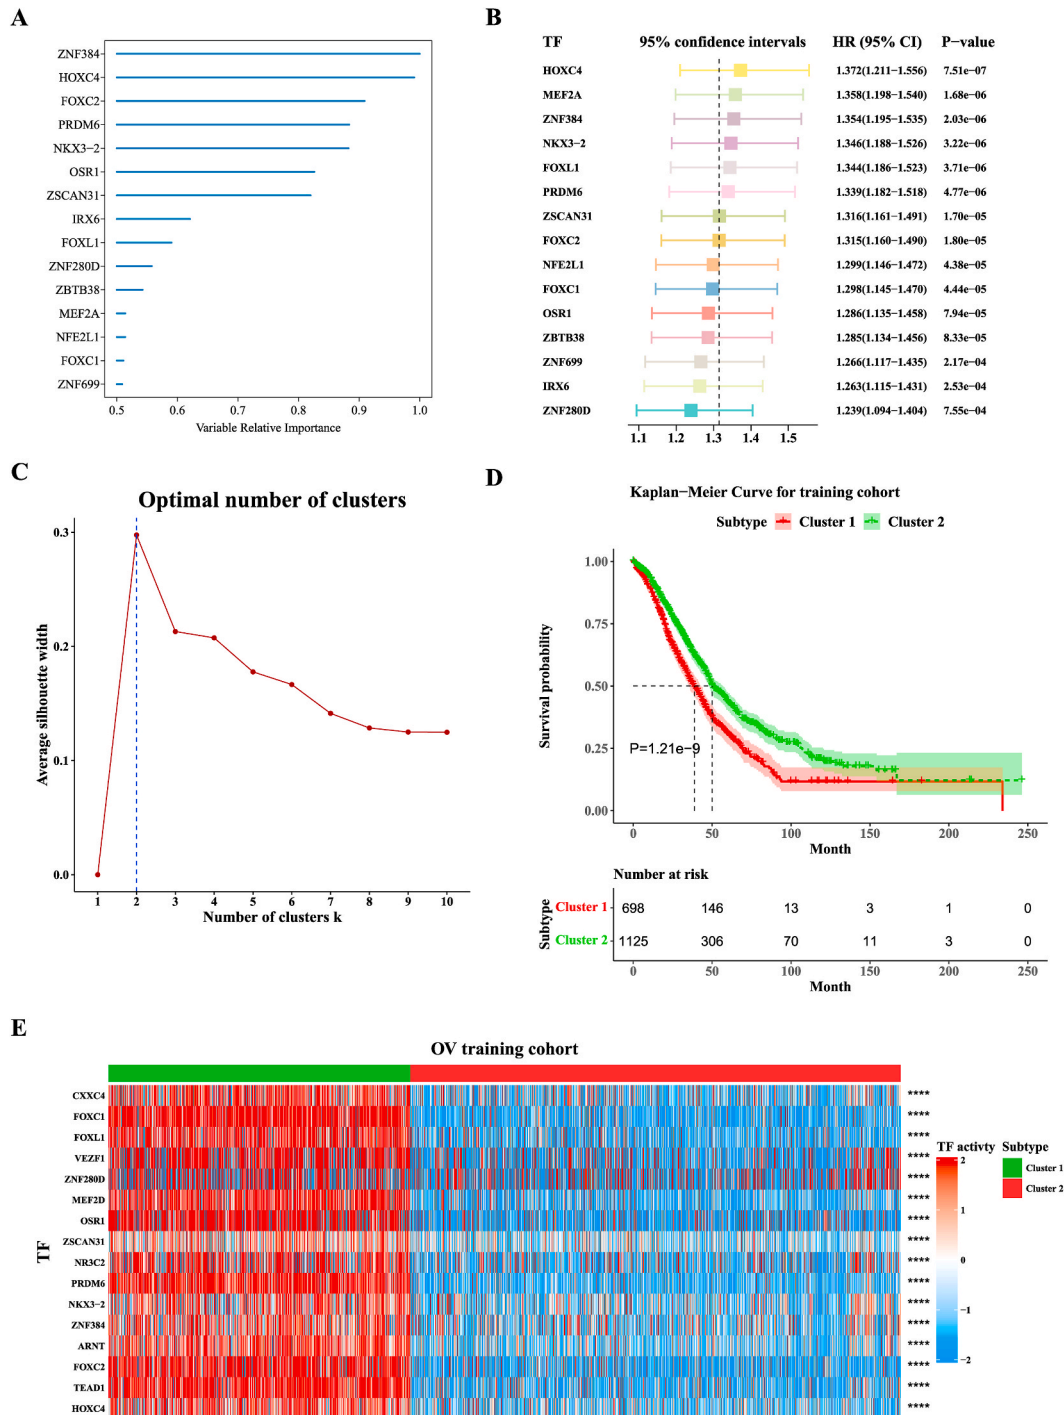 A
ZNF384
HOXC4
FOXC2
PRDM6
NKX3−2
OSR1
ZSCAN31
IRX6
FOXL1
ZNF280D
ZBTB38
MEF2A
NFE2L1
FOXC1
ZNF699
0.5 0.6 0.7 0.8 0.9 1.0
Variable Relative Importance
B
TF 95% confidence intervals HR (95% CI) P−value
HOXC4 1.372(1.211−1.556) 7.51e−07
MEF2A 1.358(1.198−1.540) 1.68e−06
ZNF384 1.354(1.195−1.535) 2.03e−06
NKX3−2 1.346(1.188−1.526) 3.22e−06
FOXL1 1.344(1.186−1.523) 3.71e−06
PRDM6 1.339(1.182−1.518) 4.77e−06
ZSCAN31 1.316(1.161−1.491) 1.70e−05
FOXC2 1.315(1.160−1.490) 1.80e−05
NFE2L1 1.299(1.146−1.472) 4.38e−05
FOXC1 1.298(1.145−1.470) 4.44e−05
OSR1 1.286(1.135−1.458) 7.94e−05
ZBTB38 1.285(1.134−1.456) 8.33e−05
ZNF699 1.266(1.117−1.435) 2.17e−04
IRX6 1.263(1.115−1.431) 2.53e−04
ZNF280D 1.239(1.094−1.404) 7.55e−04
1.1 1.2 1.3 1.4 1.5
C
Optimal number of clusters
Average silhouette width
0.3
0.2
0.1
0.0
1 2 3 4 5 6 7 8 9 10
Number of clusters k
D
Kaplan−Meier Curve for training cohort
Subtype Cluster 1 Cluster 2
Survival probability
1.00
0.75
0.50
0.25
0.00
P=1.21e−9
0 50 100 150 200 250
Month
Number at risk
Subtype
Cluster 1 698 146 13 3 1 0
Cluster 2 1125 306 70 11 3 0
0 50 100 150 200 250
Month
E
OV training cohort
TF
CXXC4 ****
FOXC1 ****
FOXL1 ****
VEZF1 ****
ZNF280D ****
MEF2D ****
OSR1 ****
ZSCAN31 ****
NR3C2 ****
PRDM6 ****
NKX3−2 ****
ZNF384 ****
ARNT ****
FOXC2 ****
TEAD1 ****
HOXC4 ****
TF activty
2
1
0
−1
−2
Subtype
Cluster 1
Cluster 2